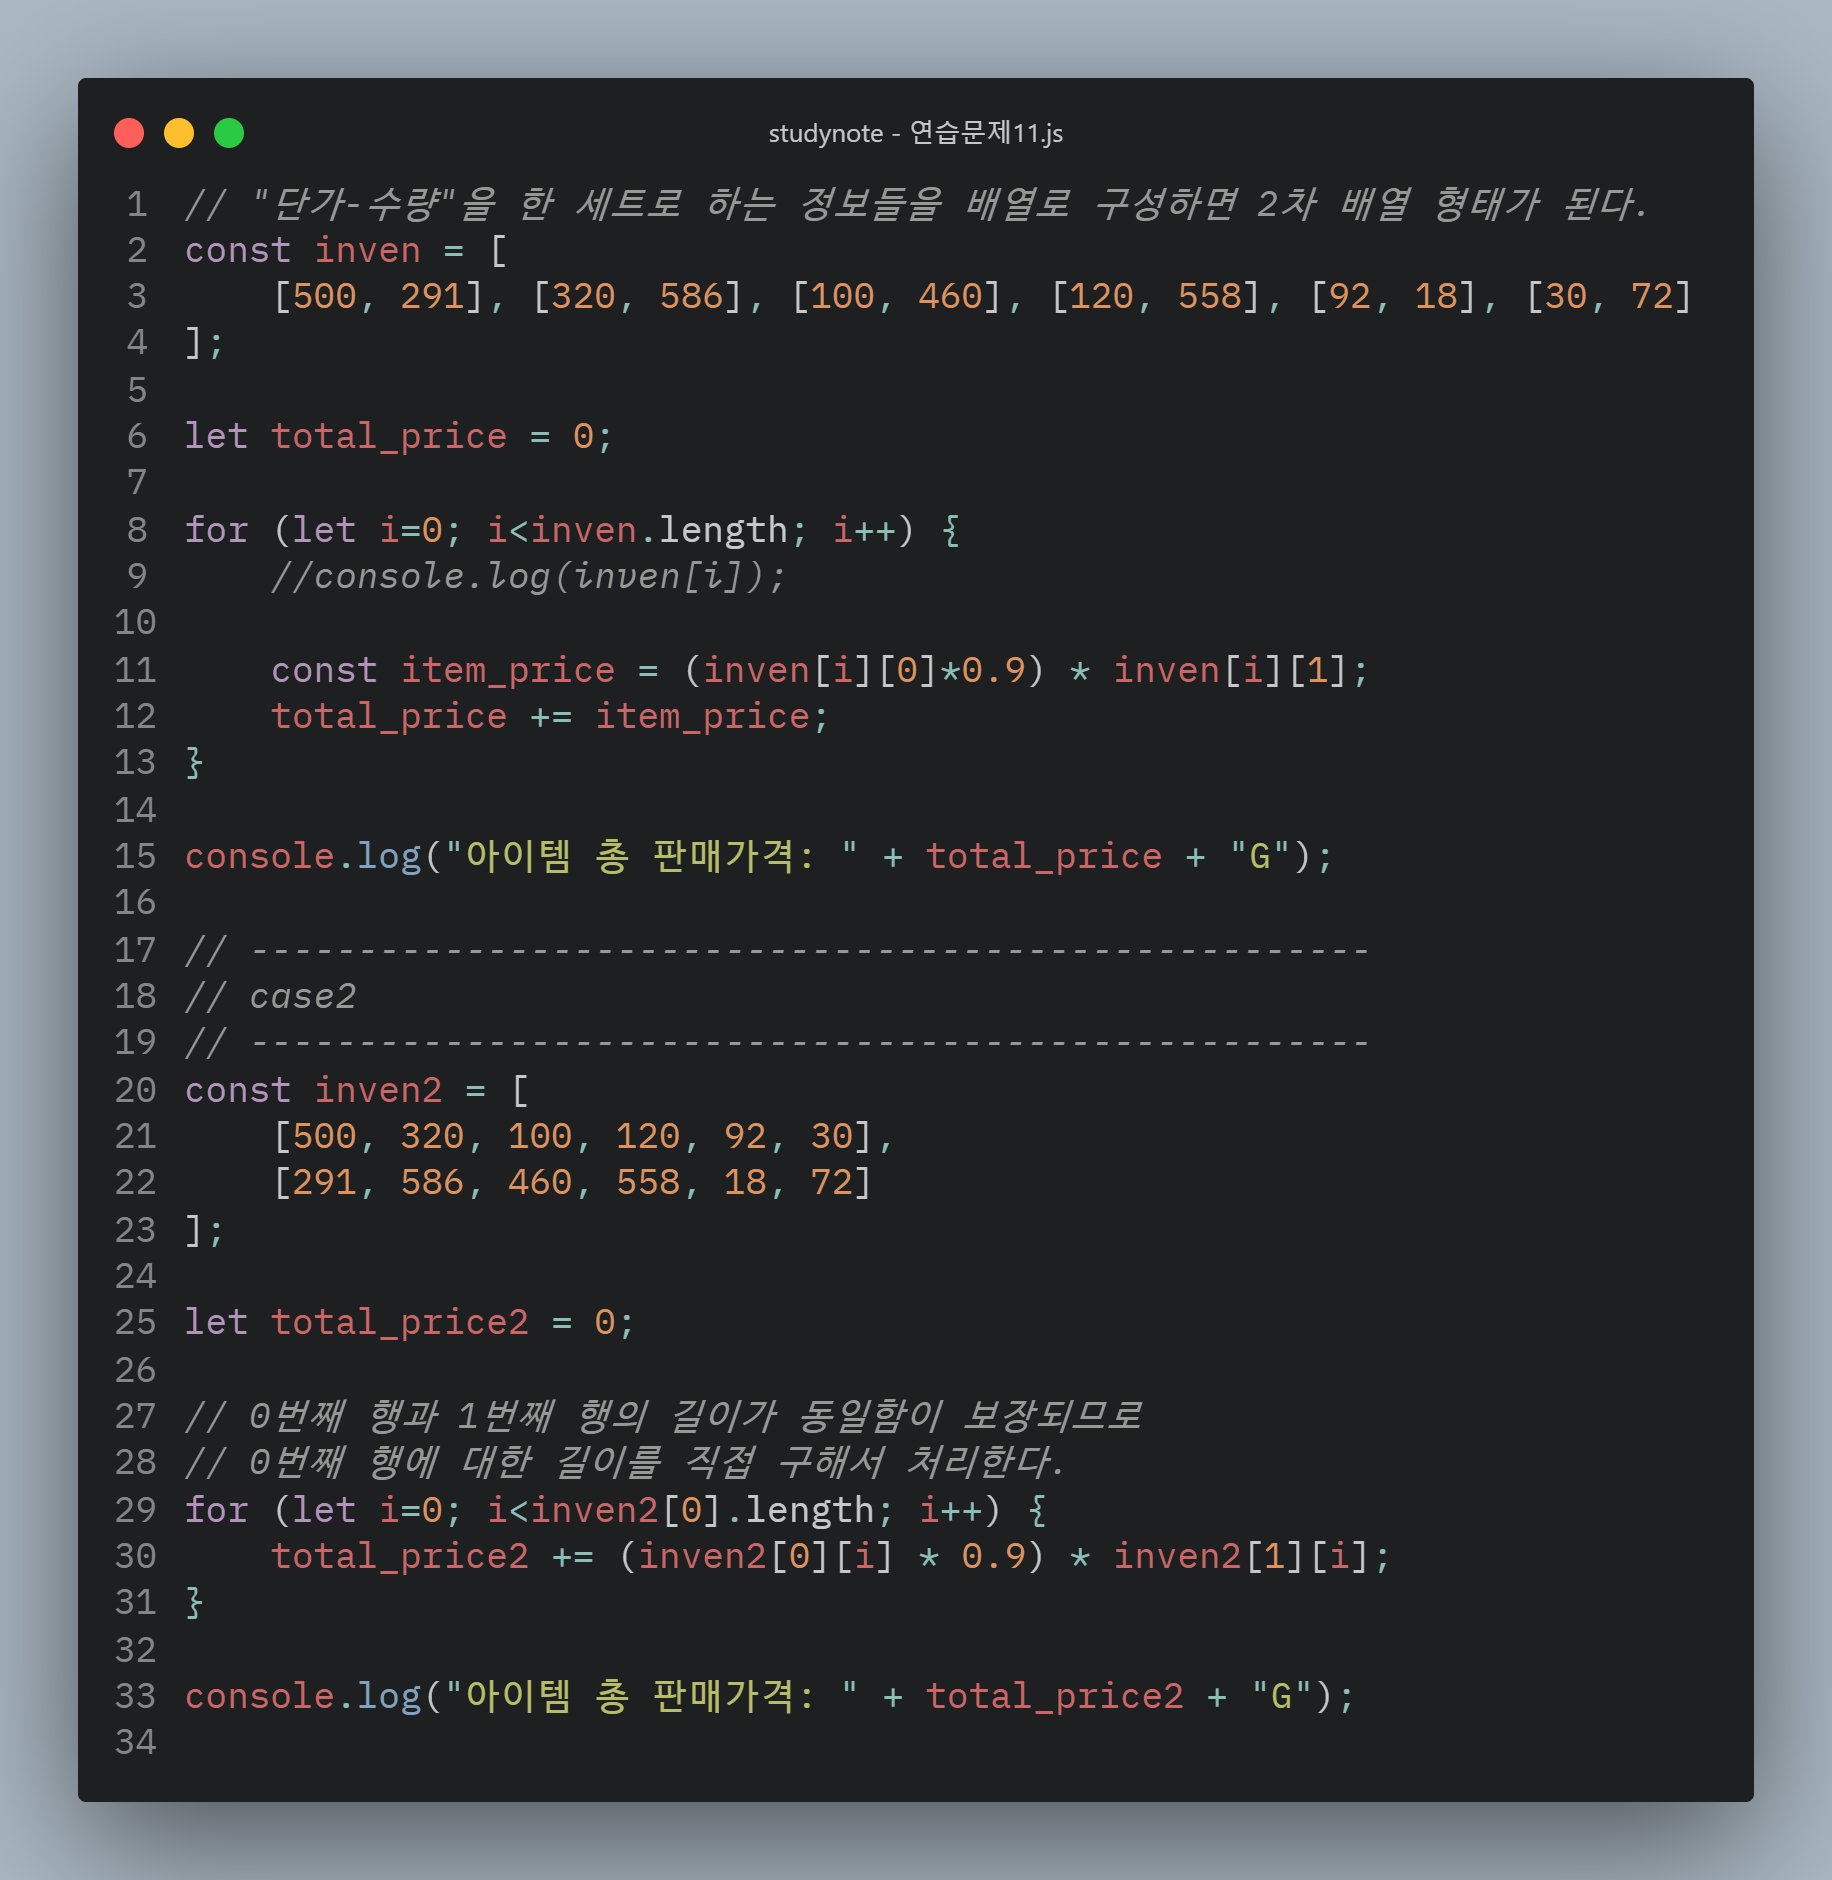 studynote - 연습문제11.js
1 // "단가-수량"을 한 세트로 하는 정보들을 배열로 구성하면 2차 배열 형태가 된다.
2 const inven = [
3     [500, 291], [320, 586], [100, 460], [120, 558], [92, 18], [30, 72]
4 ];
5
6 let total_price = 0;
7
8 for (let i=0; i<inven.length; i++) {
9     //console.log(inven[i]);
10
11     const item_price = (inven[i][0]*0.9) * inven[i][1];
12     total_price += item_price;
13 }
14
15 console.log("아이템 총 판매가격: " + total_price + "G");
16
17 // ----------------------------------------------------
18 // case2
19 // ----------------------------------------------------
20 const inven2 = [
21     [500, 320, 100, 120, 92, 30],
22     [291, 586, 460, 558, 18, 72]
23 ];
24
25 let total_price2 = 0;
26
27 // 0번째 행과 1번째 행의 길이가 동일함이 보장되므로
28 // 0번째 행에 대한 길이를 직접 구해서 처리한다.
29 for (let i=0; i<inven2[0].length; i++) {
30     total_price2 += (inven2[0][i] * 0.9) * inven2[1][i];
31 }
32
33 console.log("아이템 총 판매가격: " + total_price2 + "G");
34